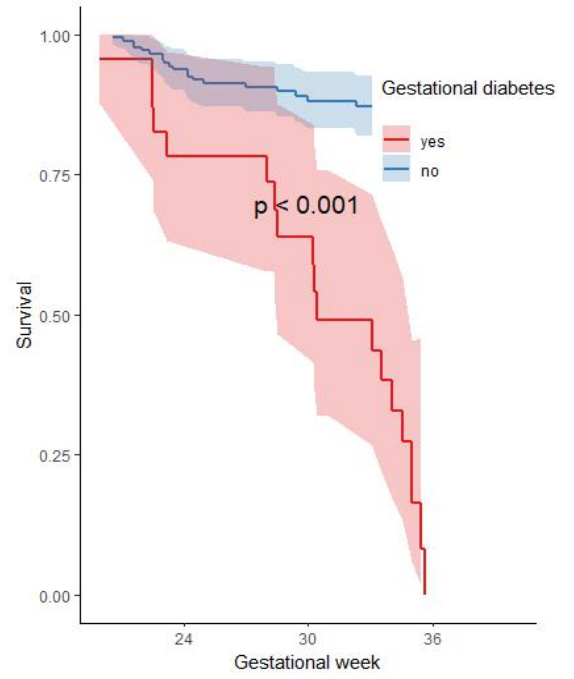 1.00
0.75
0.50
0.25
0.00
Survival
24
30
36
Gestational week
Gestational diabetes
yes
no
p < 0.001